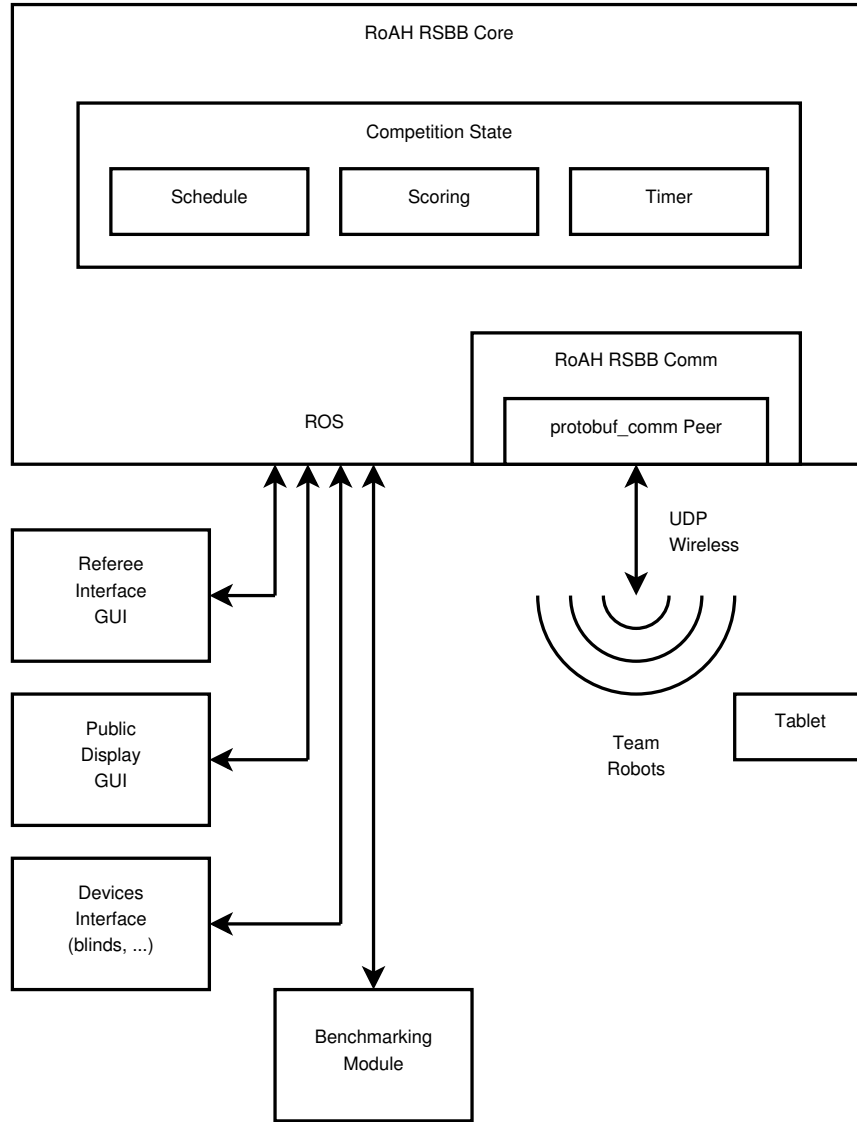 RoAH RSBB Core
Competition State
Schedule
Scoring
Timer
RoAH RSBB Comm
ROS
protobuf_comm Peer
UDP
Wireless
Referee
Interface
GUI
Public
Display
GUI
Team
Robots
Tablet
Devices
Interface
(blinds, ...)
Benchmarking
Module